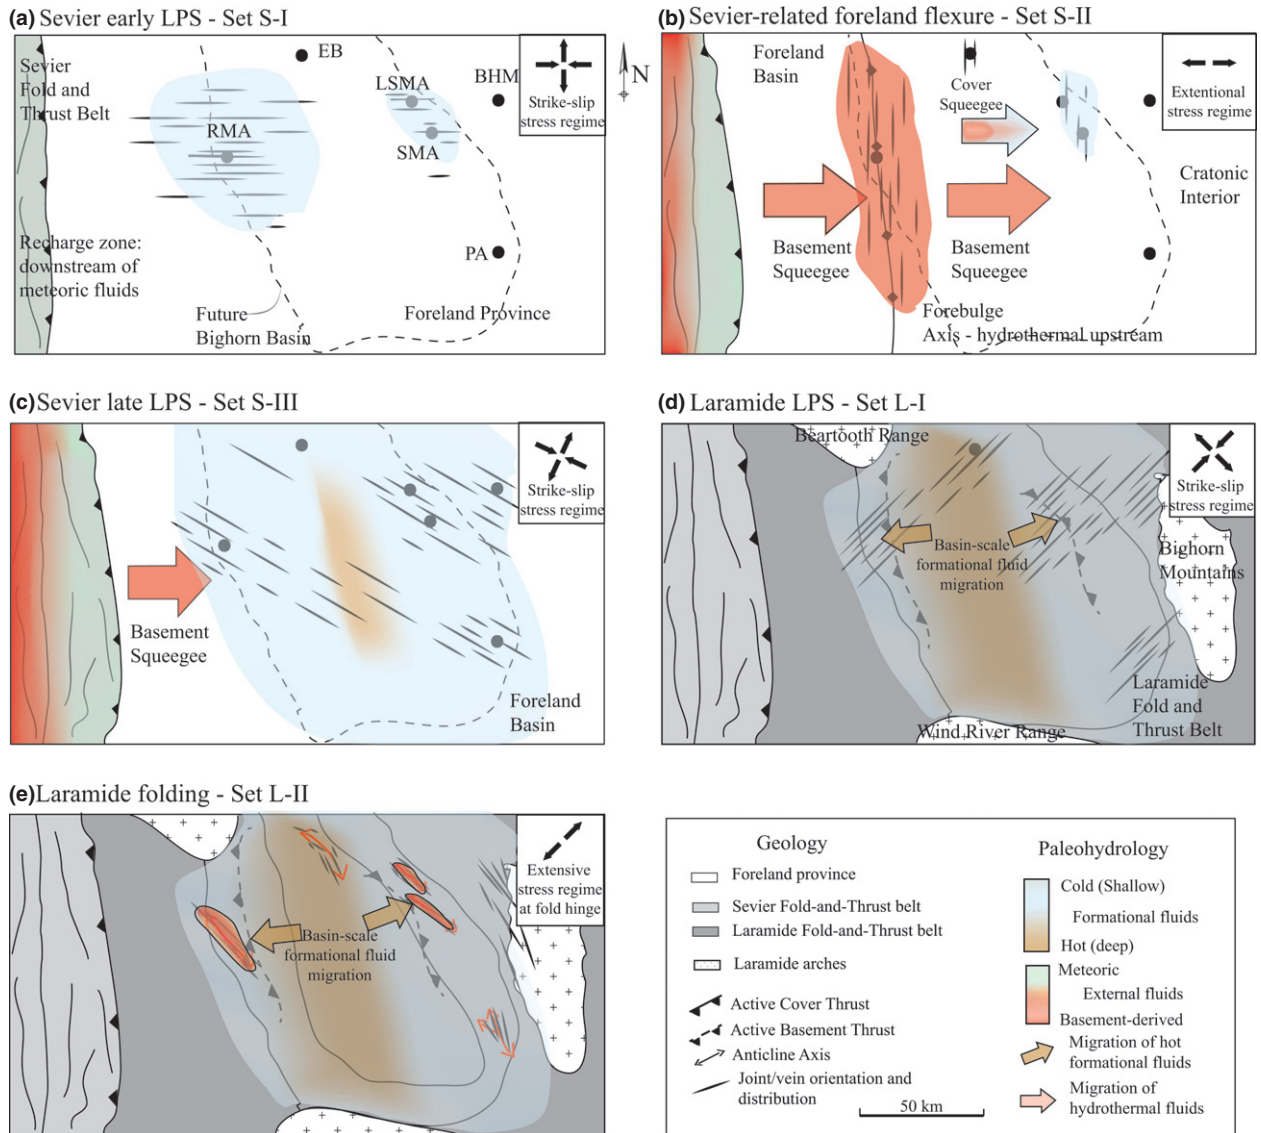 (a) Sevier early LPS - Set S-I
Sevier
Fold and
Thrust Belt
EB
LSMA
BHM
RMA
SMA
Strike-slip
stress regime
N
Recharge zone:
downstream of
meteoric fluids
PA
Future
Bighorn Basin
Foreland Province
(b) Sevier-related foreland flexure - Set S-II
Foreland
Basin
Cover
Squeegee
Extentional
stress regime
Cratonic
Interior
Basement
Squeegee
Basement
Squeegee
Forebulge
Axis - hydrothermal upstream
(c) Sevier late LPS - Set S-III
Strike-slip
stress regime
Basement
Squeegee
Foreland
Basin
(d) Laramide LPS - Set L-I
Beartooth Range
Strike-slip
stress regime
Basin-scale
formational fluid
migration
Bighorn
Mountains
Laramide
Fold and
Thrust Belt
Wind River Range
(e) Laramide folding - Set L-II
Extensive
stress regime
at fold hinge
Basin-scale
formational fluid
migration
Geology
Foreland province
Sevier Fold-and-Thrust belt
Laramide Fold-and-Thrust belt
Laramide arches
Active Cover Thrust
Active Basement Thrust
Anticline Axis
Joint/vein orientation and
distribution
50 km
Paleohydrology
Cold (Shallow)
Formational fluids
Hot (deep)
Meteoric
External fluids
Basement-derived
Migration of hot
formational fluids
Migration of
hydrothermal fluids